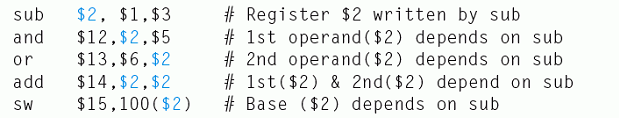 sub $2, $1,$3 # Register $2 written by sub
and $12,$2,$5 # 1st operand($2) depends on sub
or $13,$6,$2 # 2nd operand($2) depends on sub
add $14,$2,$2 # 1st($2) & 2nd($2) depend on sub
sw $15,100($2) # Base ($2) depends on sub